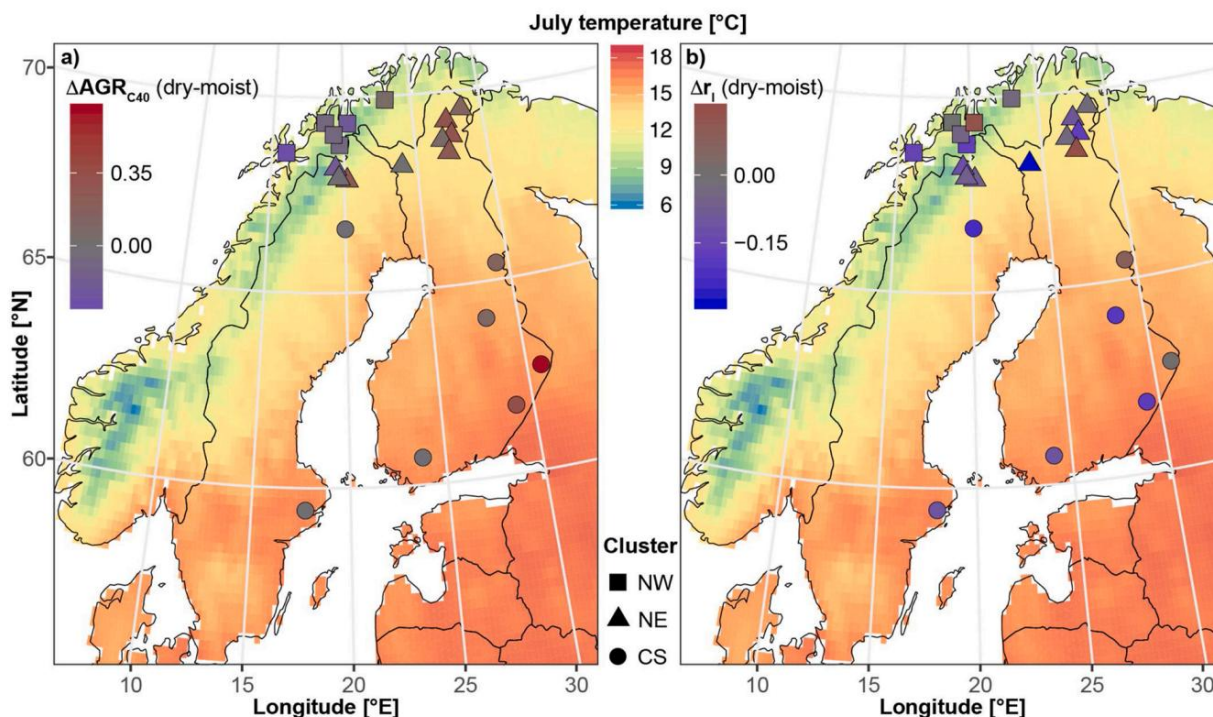 July temperature [°C]
a)
ΔAGR_C40 (dry-moist)
0.35
0.00
18
15
12
9
6
b)
Δr_I (dry-moist)
0.00
−0.15
70
65
60
Latitude [°N]
Cluster
NW
NE
CS
10 15 20 25 30
10 15 20 25 30
Longitude [°E]
Longitude [°E]